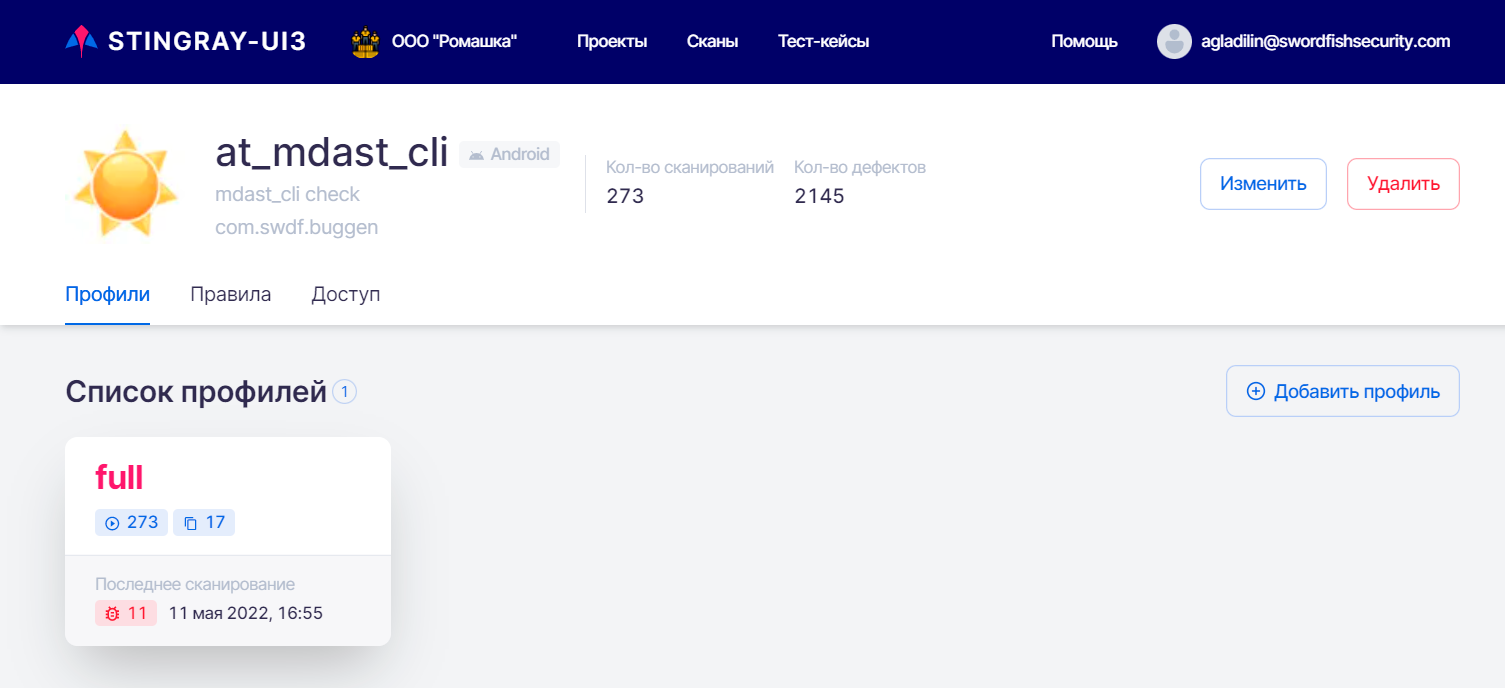 STINGRAY-UI3 ООО "Ромашка" Проекты Сканы Тест-кейсы Помощь agladilin@swordfishsecurity.com
at_mdast_cli Android
mdast_cli check
com.swdf.buggen
Кол-во сканирований Кол-во дефектов
273 2145
Изменить Удалить
Профили Правила Доступ
Список профилей 1
Добавить профиль
full
273 17
Последнее сканирование
11 11 мая 2022, 16:55